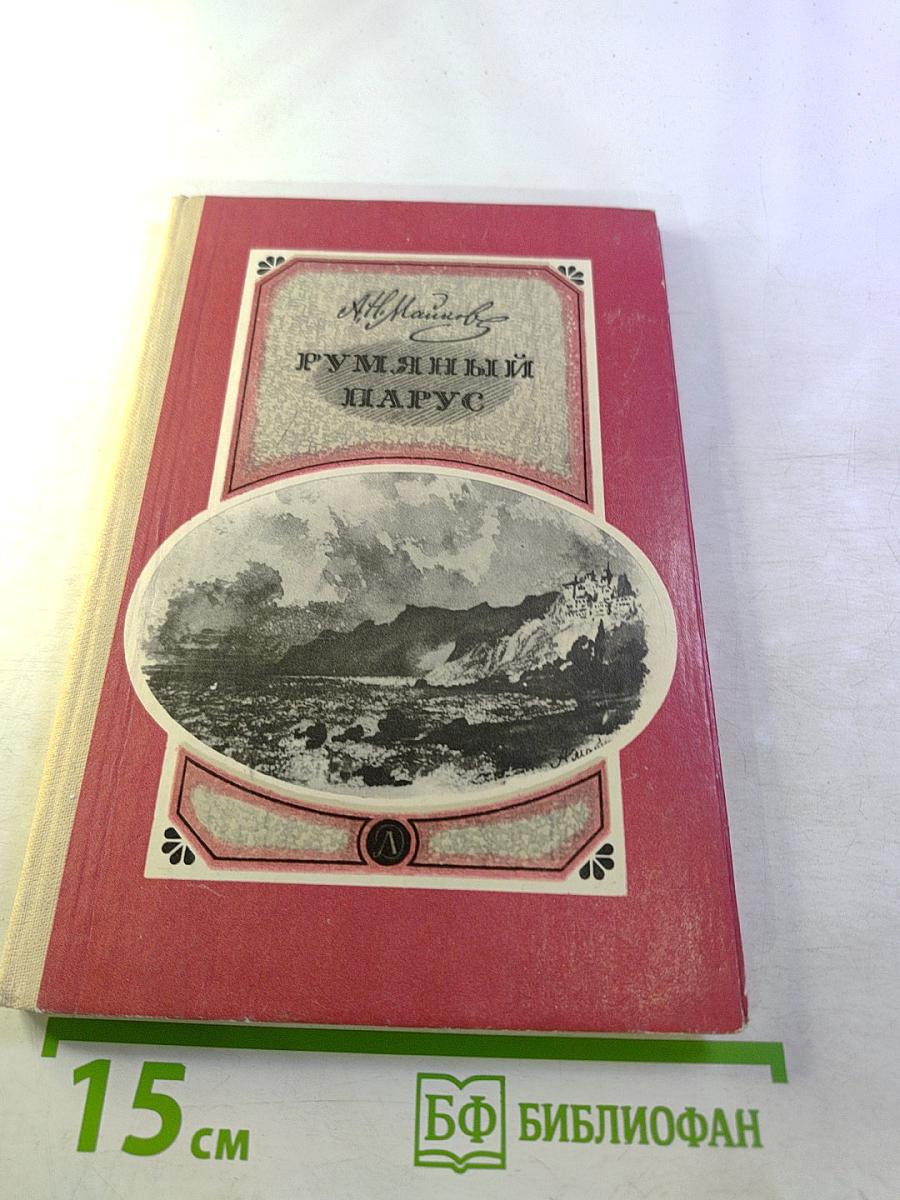 А.Н. Майков
РУМЯНЫЙ
ПАРУС
Л
15 см
БФ БИБЛИОФАН